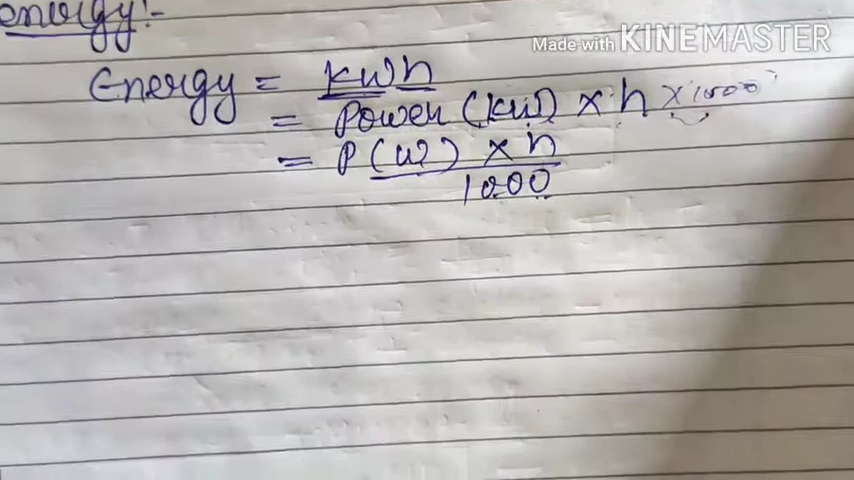 energy:-
Made with KINEMASTER
Energy = kwh
= Power (kw) × h × 1000
= P (w) × h
1000